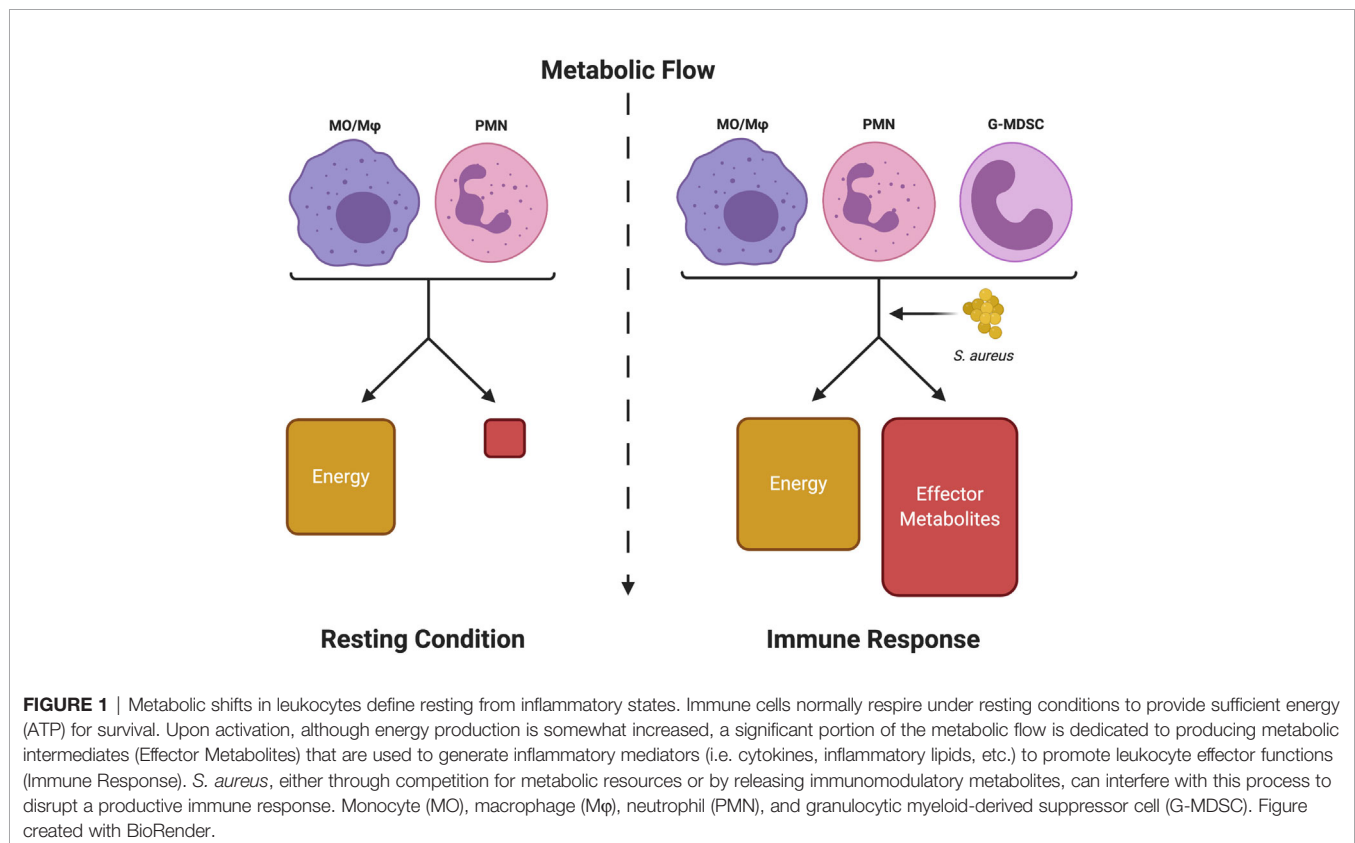 Metabolic Flow
MO/Mφ
PMN
MO/Mφ
PMN
G-MDSC
S. aureus
Energy
Energy
Effector
Metabolites
Resting Condition
Immune Response
FIGURE 1 | Metabolic shifts in leukocytes define resting from inflammatory states. Immune cells normally respire under resting conditions to provide sufficient energy
(ATP) for survival. Upon activation, although energy production is somewhat increased, a significant portion of the metabolic flow is dedicated to producing metabolic
intermediates (Effector Metabolites) that are used to generate inflammatory mediators (i.e. cytokines, inflammatory lipids, etc.) to promote leukocyte effector functions
(Immune Response). S. aureus, either through competition for metabolic resources or by releasing immunomodulatory metabolites, can interfere with this process to
disrupt a productive immune response. Monocyte (MO), macrophage (Mφ), neutrophil (PMN), and granulocytic myeloid-derived suppressor cell (G-MDSC). Figure
created with BioRender.